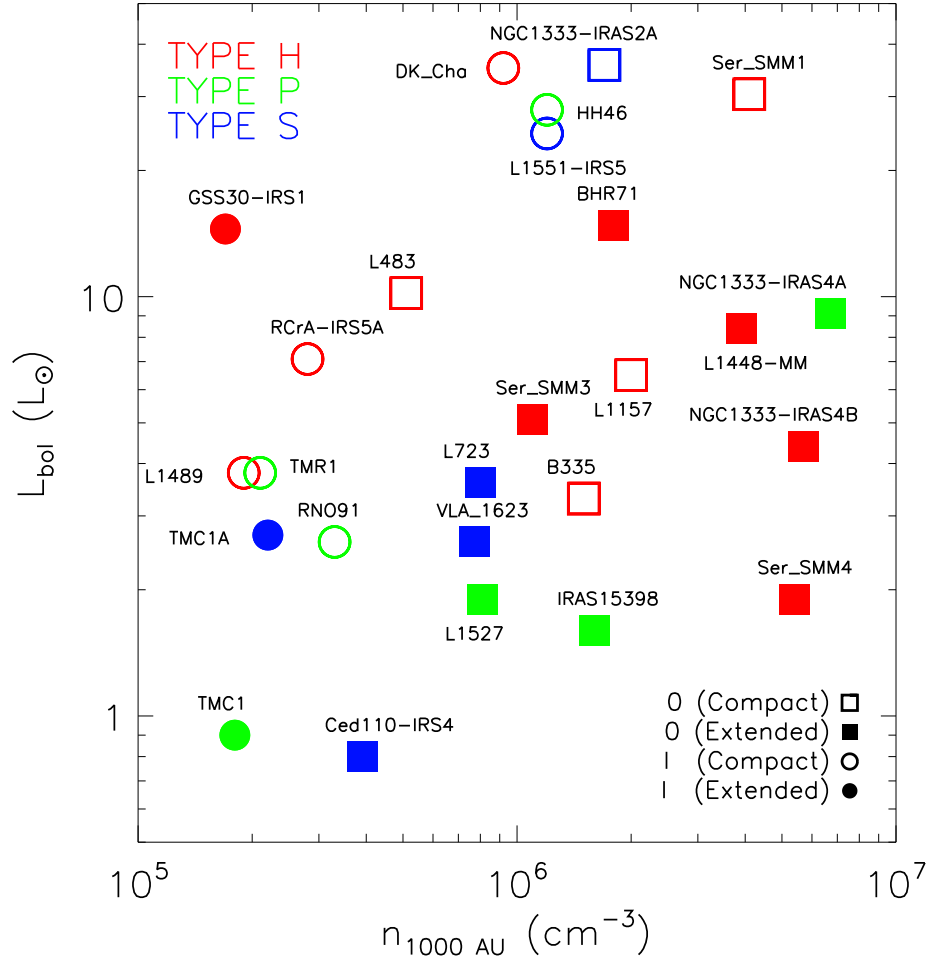 TYPE H
TYPE P
TYPE S
NGC1333-IRAS2A
DK_Cha
Ser_SMM1
HH46
L1551-IRS5
GSS30-IRS1
BHR71
L483
NGC1333-IRAS4A
RCrA-IRS5A
L1448-MM
Ser_SMM3
L1157
NGC1333-IRAS4B
L1489
TMR1
L723
B335
TMC1A
RNO91
VLA_1623
Ser_SMM4
IRAS15398
L1527
TMC1
Ced110-IRS4
0 (Compact)
0 (Extended)
I (Compact)
I (Extended)
10
1
L_bol (L_⊙)
10^5 10^6 10^7
n_1000 AU (cm^-3)